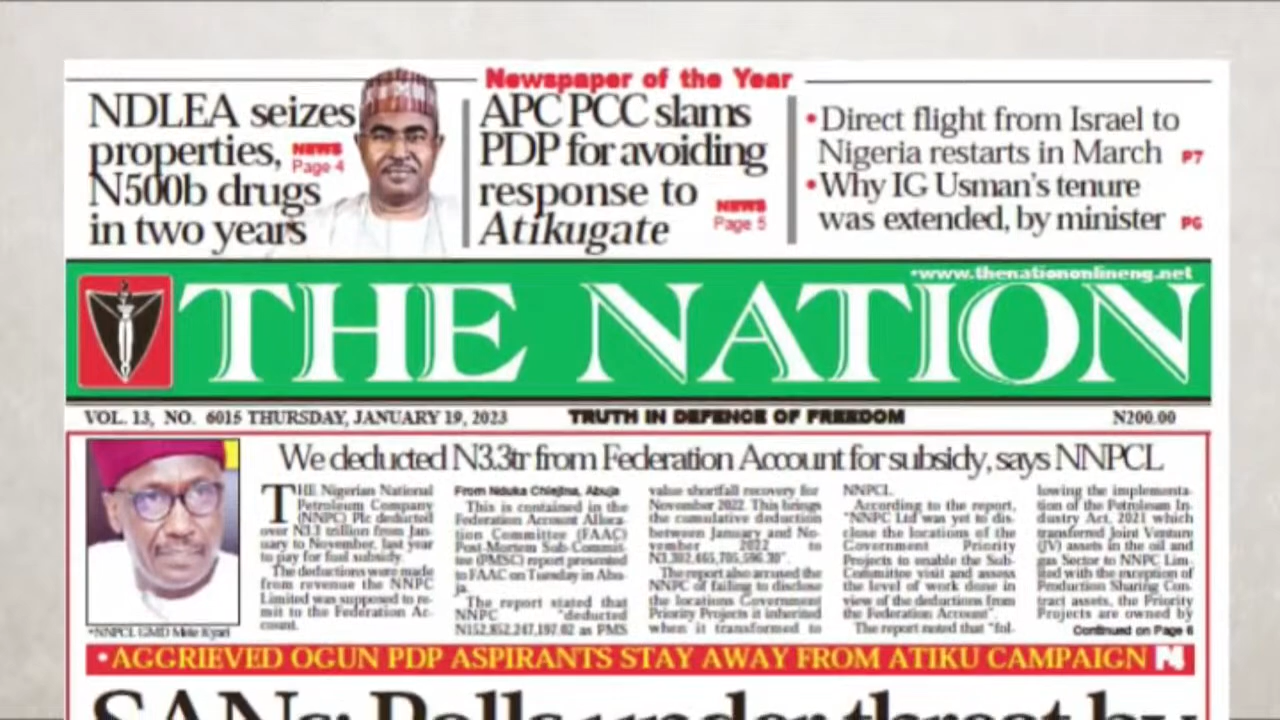 Newspaper of the Year
NDLEA seizes
properties,
N500b drugs
in two years
NEWS
Page 4
APC PCC slams
PDP for avoiding
response to
Atikugate
NEWS
Page 5
•Direct flight from Israel to
Nigeria restarts in March P7
•Why IG Usman's tenure
was extended, by minister P6
•www.thenationonlineng.net
THE NATION
VOL. 13, NO. 6015 THURSDAY, JANUARY 19, 2023
TRUTH IN DEFENCE OF FREEDOM
N200.00
We deducted N3.3tr from Federation Account for subsidy, says NNPCL
•NNPCL GMD Mele Kyari
THE Nigerian National
Petroleum Company
(NNPC) Plc deducted
over N3.3 trillion from Jan-
uary to November, last year
to pay for fuel subsidy.
The deductions were made
from revenue the NNPC
Limited was supposed to re-
mit to the Federation Ac-
count.
From Nduka Chiejina, Abuja
This is contained in the
Federation Account Alloca-
tion Committee (FAAC)
Post-Mortem Sub-Commit-
tee (PMSC) report presented
to FAAC on Tuesday in Abu-
ja.
The report stated that
NNPC "deducted
as PMS
value shortfall recovery for
November 2022. This brings
the cumulative deduction
between January and No-
vember 2022 to
The report also accused the
NNPC of failing to disclose
the locations Government
Priority Projects it inherited
when it transformed to
NNPCL.
According to the report,
"NNPC Ltd was yet to dis-
close the locations of the
Government Priority
Projects to enable the Sub-
Committee visit and assess
the level of work done in
view of the deductions from
the Federation Account".
The report noted that "fol-
lowing the implementa-
tion of the Petroleum In-
dustry Act, 2021 which
transferred Joint Venture
(JV) assets in the oil and
gas Sector to NNPC Lim-
ited with the exception of
Production Sharing Con-
tract assets, the Priority
Projects are owned by
Continued on Page 6
•AGGRIEVED OGUN PDP ASPIRANTS STAY AWAY FROM ATIKU CAMPAIGN
SANs: Polls under threat by